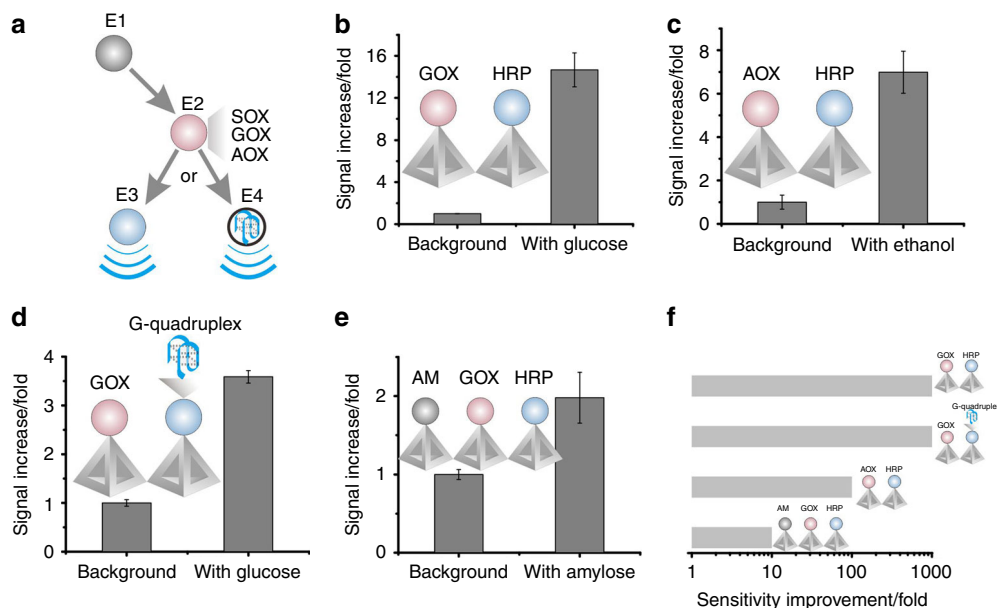 a
E1
E2
SOX
GOX
AOX
or
E3
E4
b
Signal increase/fold
16
12
8
4
0
GOX
HRP
Background
With glucose
c
Signal increase/fold
8
6
4
2
0
AOX
HRP
Background
With ethanol
d
G-quadruplex
Signal increase/fold
4
3
2
1
0
GOX
Background
With glucose
e
Signal increase/fold
2
1
0
AM
GOX
HRP
Background
With amylose
f
GOX
HRP
G-quadruple
GOX
AOX
HRP
AM
GOX
HRP
1
10
100
1000
Sensitivity improvement/fold